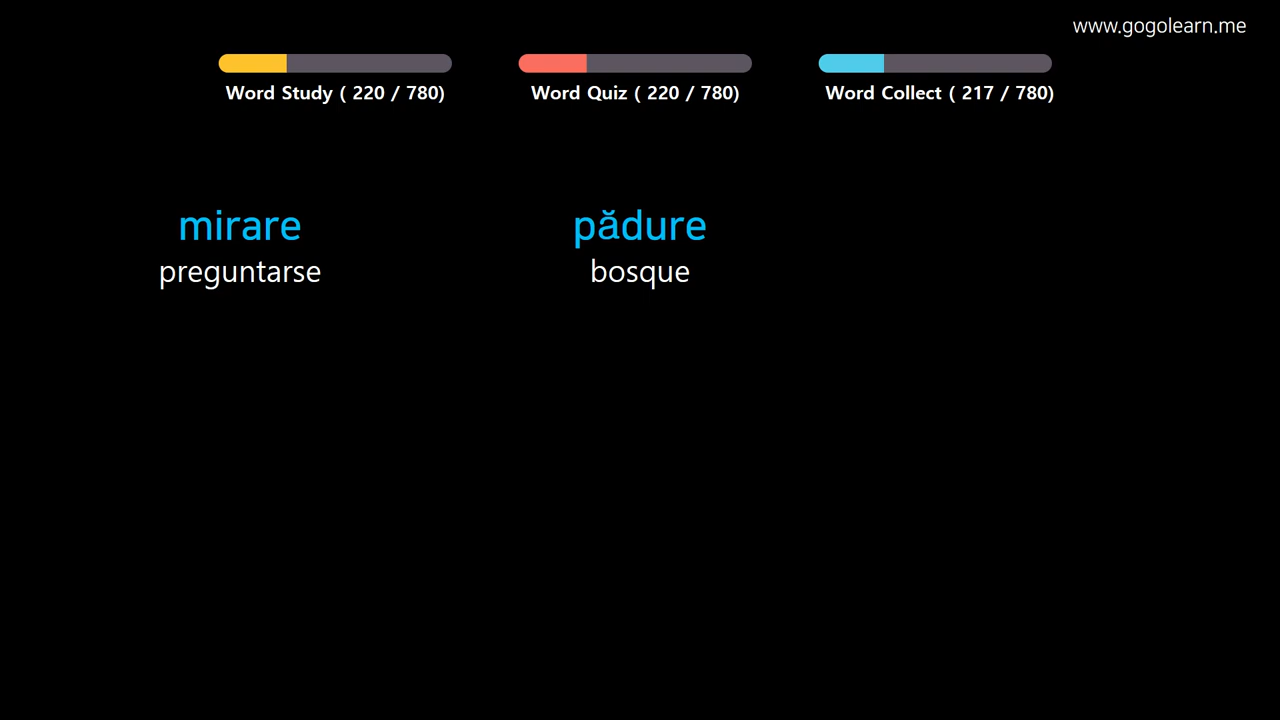 www.gogolearn.me
Word Study ( 220 / 780)
Word Quiz ( 220 / 780)
Word Collect ( 217 / 780)
mirare
preguntarse
pădure
bosque